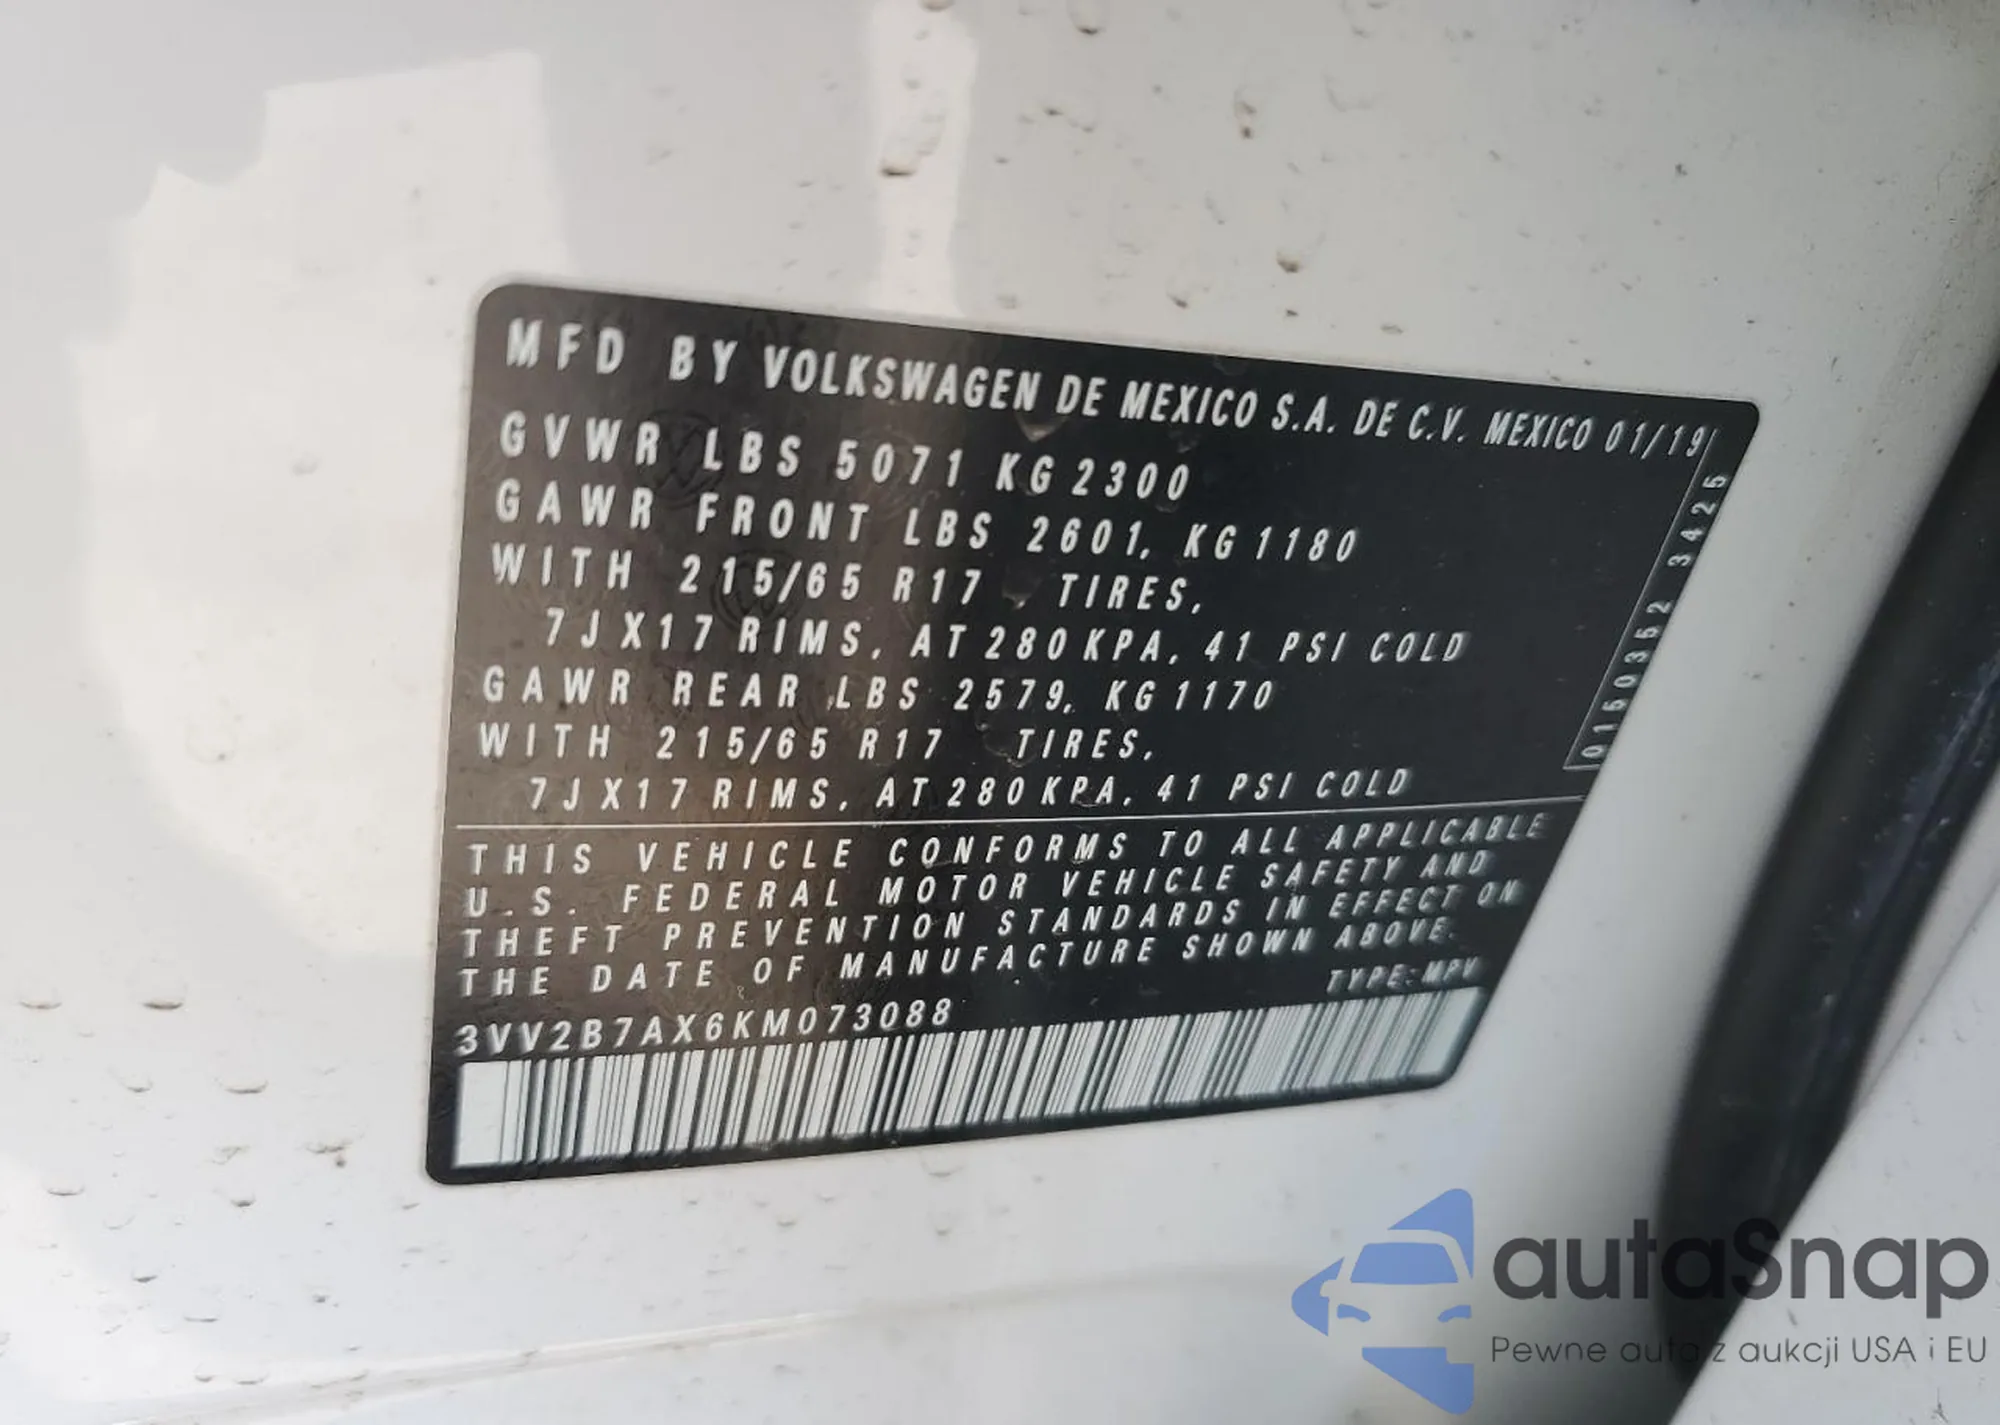 MFD BY VOLKSWAGEN DE MEXICO S.A. DE C.V. MEXICO 01/19
GVWR LBS 5071 KG 2300
GAWR FRONT LBS 2601, KG 1180
WITH 215/65 R17 TIRES,
7J X17 RIMS, AT 280 KPA, 41 PSI COLD
GAWR REAR LBS 2579, KG 1170
WITH 215/65 R17 TIRES,
7J X17 RIMS, AT 280 KPA, 41 PSI COLD
0150352 3425
THIS VEHICLE CONFORMS TO ALL APPLICABLE
U.S. FEDERAL MOTOR VEHICLE SAFETY AND
THEFT PREVENTION STANDARDS IN EFFECT ON
THE DATE OF MANUFACTURE SHOWN ABOVE.
TYPE: MPV
3VV2B7AX6KM073088
autaSnap
Pewne auta z aukcji USA i EU